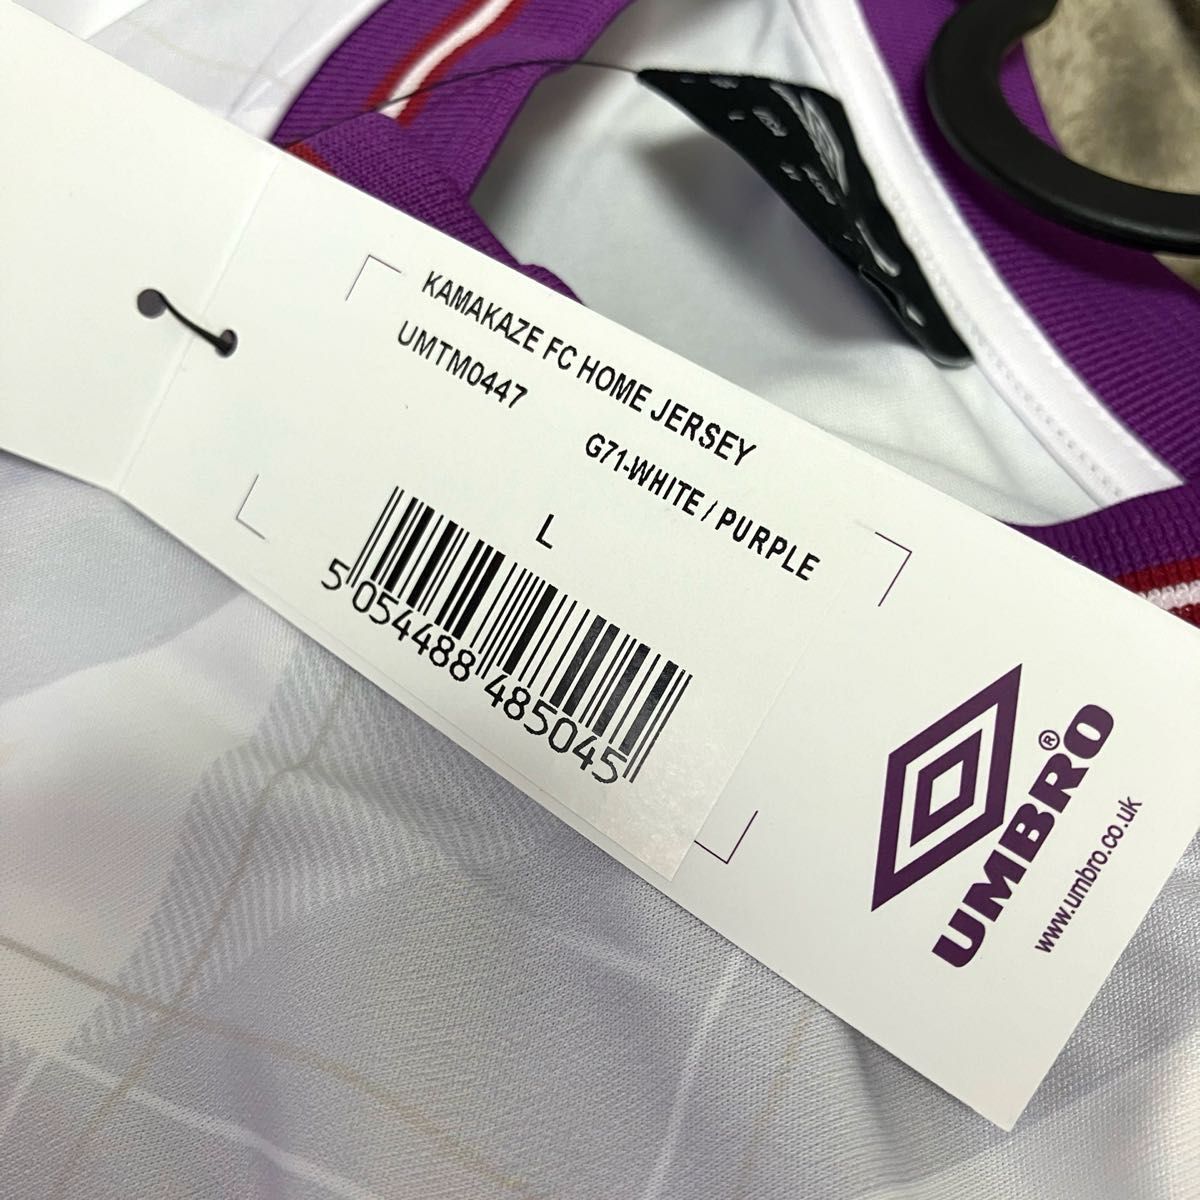 KAMAKAZE FC HOME JERSEY
UMTM0447
G71-WHITE / PURPLE
L
5 054488 485045
UMBRO®
www.umbro.co.uk